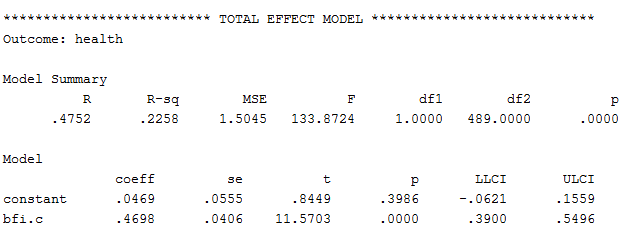 ************************** TOTAL EFFECT MODEL ****************************
Outcome: health
Model Summary
R R-sq MSE F df1 df2 p
.4752 .2258 1.5045 133.8724 1.0000 489.0000 .0000
Model
coeff se t p LLCI ULCI
constant .0469 .0555 .8449 .3986 -.0621 .1559
bfi.c .4698 .0406 11.5703 .0000 .3900 .5496